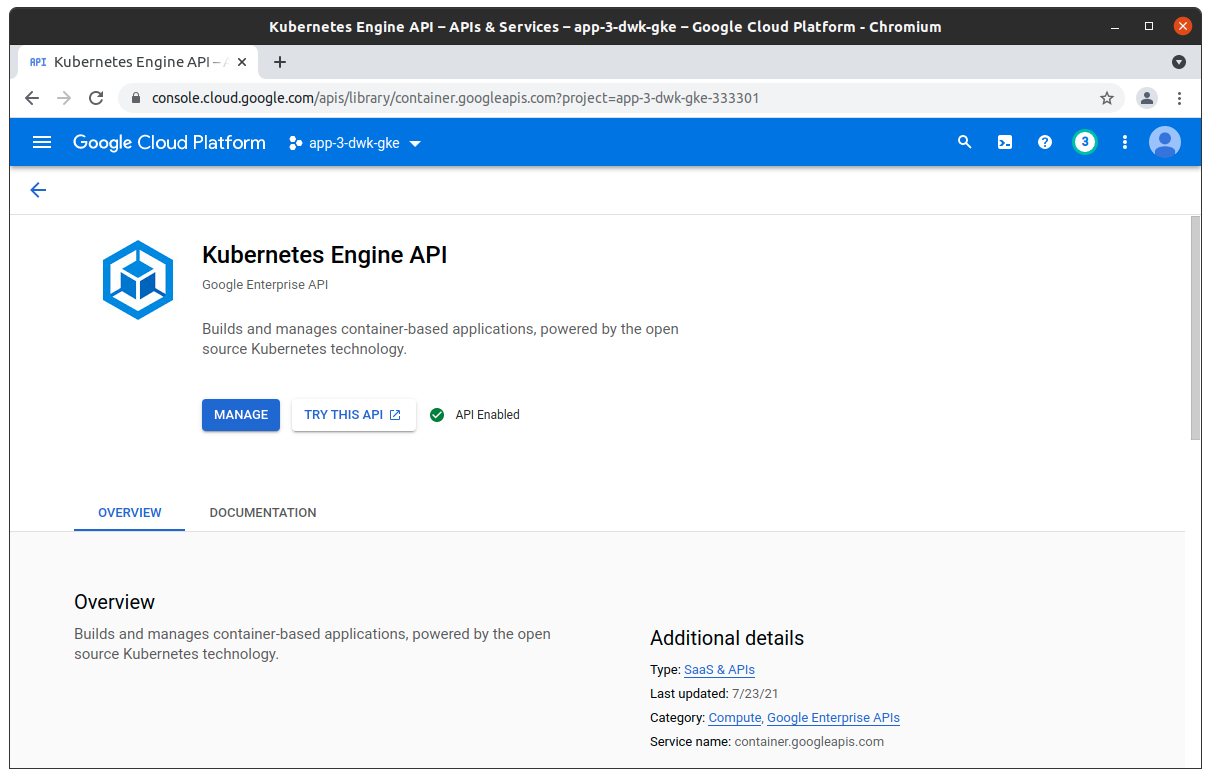 Kubernetes Engine API – APIs & Services – app-3-dwk-gke – Google Cloud Platform - Chromium
API Kubernetes Engine API –
console.cloud.google.com/apis/library/container.googleapis.com?project=app-3-dwk-gke-333301
Google Cloud Platform app-3-dwk-gke 3
Kubernetes Engine API
Google Enterprise API
Builds and manages container-based applications, powered by the open
source Kubernetes technology.
MANAGE TRY THIS API API Enabled
OVERVIEW DOCUMENTATION
Overview
Builds and manages container-based applications, powered by the open
source Kubernetes technology.
Additional details
Type: SaaS & APIs
Last updated: 7/23/21
Category: Compute, Google Enterprise APIs
Service name: container.googleapis.com